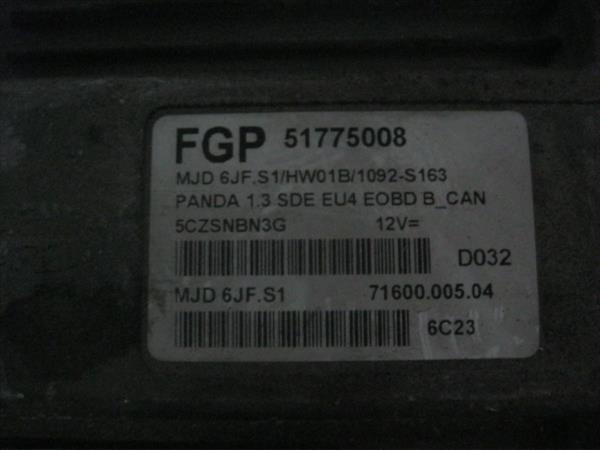 FGP 51775008
MJD 6JF.S1/HW01B/1092-S163
PANDA 1.3 SDE EU4 EOBD B_CAN
5CZSNBN3G 12V=
D032
MJD 6JF.S1 71600.005.04
6C23